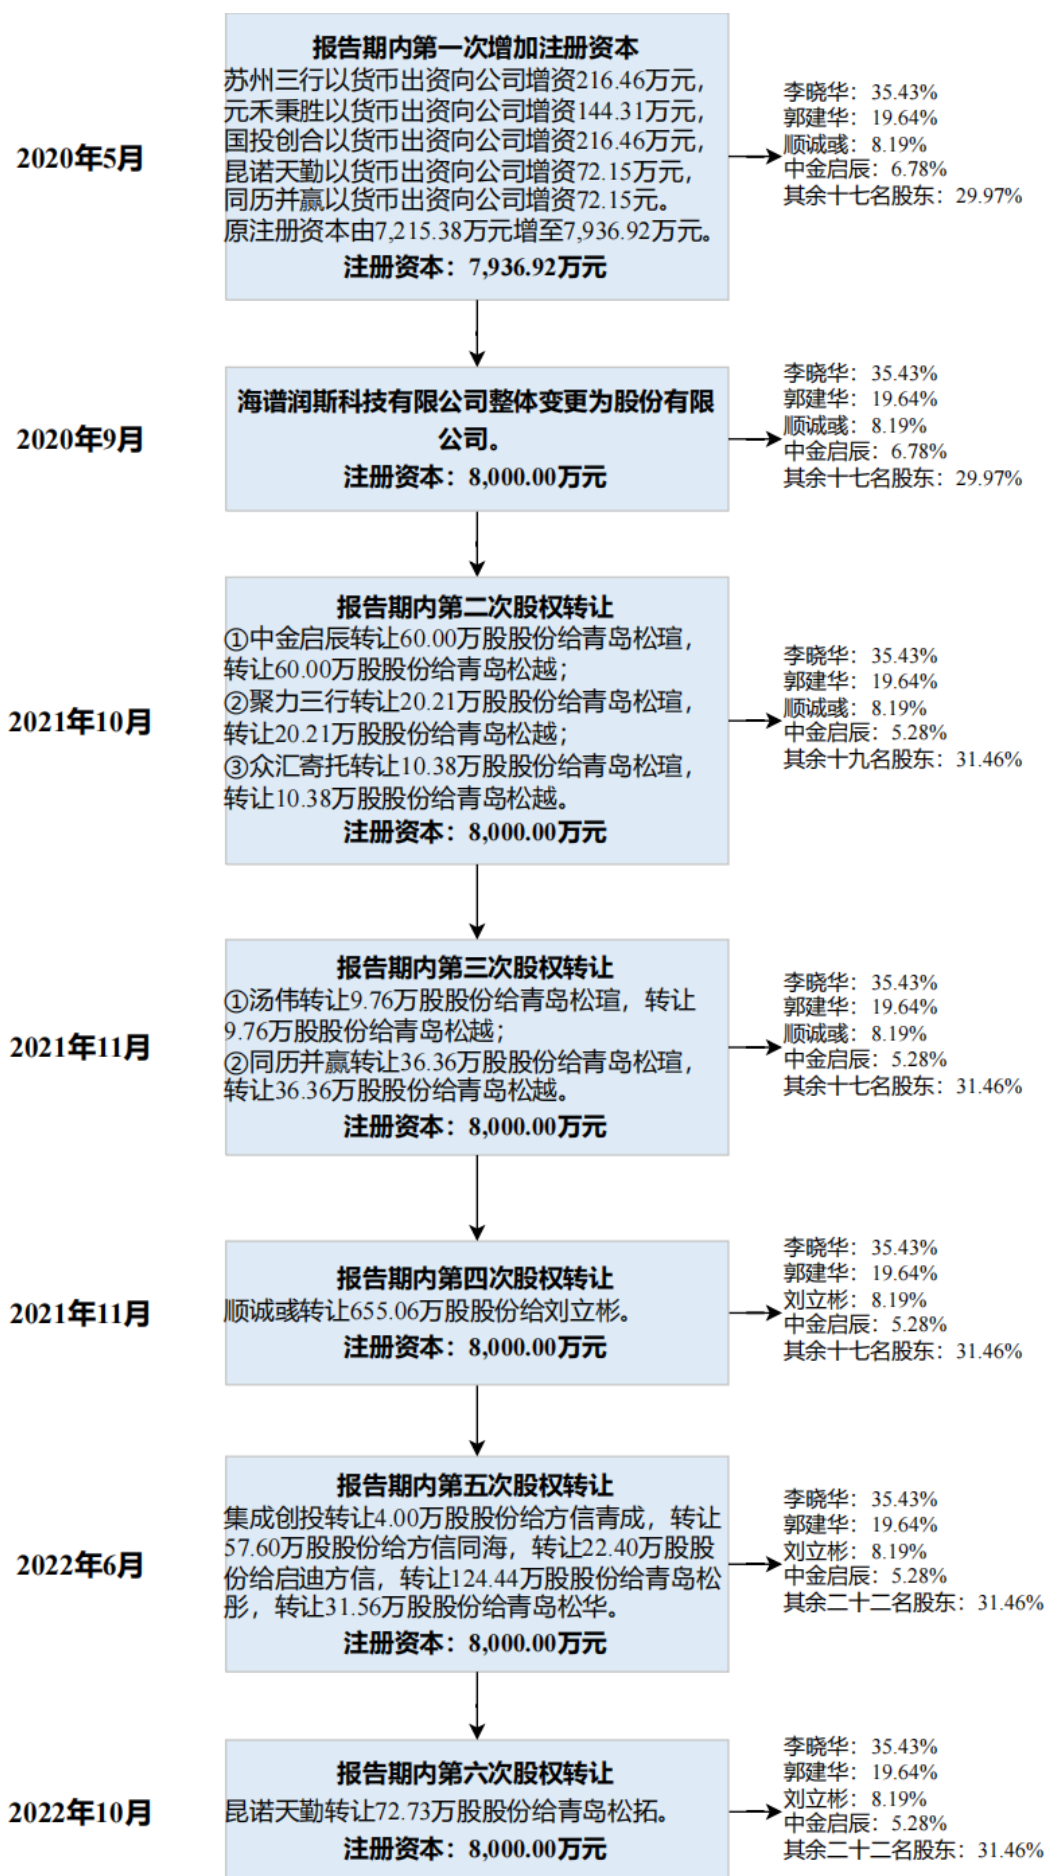 报告期内第一次增加注册资本
苏州三行以货币出资向公司增资216.46万元，
元禾秉胜以货币出资向公司增资144.31万元，
国投创合以货币出资向公司增资216.46万元，
昆诺天勤以货币出资向公司增资72.15万元，
同历并赢以货币出资向公司增资72.15元。
原注册资本由7,215.38万元增至7,936.92万元。
注册资本：7,936.92万元
2020年5月
李晓华：35.43%
郭建华：19.64%
顺诚彧：8.19%
中金启辰：6.78%
其余十七名股东：29.97%
海谱润斯科技有限公司整体变更为股份有限
公司。
注册资本：8,000.00万元
2020年9月
李晓华：35.43%
郭建华：19.64%
顺诚彧：8.19%
中金启辰：6.78%
其余十七名股东：29.97%
报告期内第二次股权转让
①中金启辰转让60.00万股股份给青岛松瑄，
转让60.00万股股份给青岛松越；
②聚力三行转让20.21万股股份给青岛松瑄，
转让20.21万股股份给青岛松越；
③众汇寄托转让10.38万股股份给青岛松瑄，
转让10.38万股股份给青岛松越。
注册资本：8,000.00万元
2021年10月
李晓华：35.43%
郭建华：19.64%
顺诚彧：8.19%
中金启辰：5.28%
其余十九名股东：31.46%
报告期内第三次股权转让
①汤伟转让9.76万股股份给青岛松瑄，转让
9.76万股股份给青岛松越；
②同历并赢转让36.36万股股份给青岛松瑄，
转让36.36万股股份给青岛松越。
注册资本：8,000.00万元
2021年11月
李晓华：35.43%
郭建华：19.64%
顺诚彧：8.19%
中金启辰：5.28%
其余十七名股东：31.46%
报告期内第四次股权转让
顺诚彧转让655.06万股股份给刘立彬。
注册资本：8,000.00万元
2021年11月
李晓华：35.43%
郭建华：19.64%
刘立彬：8.19%
中金启辰：5.28%
其余十七名股东：31.46%
报告期内第五次股权转让
集成创投转让4.00万股股份给方信青成，转让
57.60万股股份给方信同海，转让22.40万股股
份给启迪方信，转让124.44万股股份给青岛松
彤，转让31.56万股股份给青岛松华。
注册资本：8,000.00万元
2022年6月
李晓华：35.43%
郭建华：19.64%
刘立彬：8.19%
中金启辰：5.28%
其余二十二名股东：31.46%
报告期内第六次股权转让
昆诺天勤转让72.73万股股份给青岛松拓。
注册资本：8,000.00万元
2022年10月
李晓华：35.43%
郭建华：19.64%
刘立彬：8.19%
中金启辰：5.28%
其余二十二名股东：31.46%